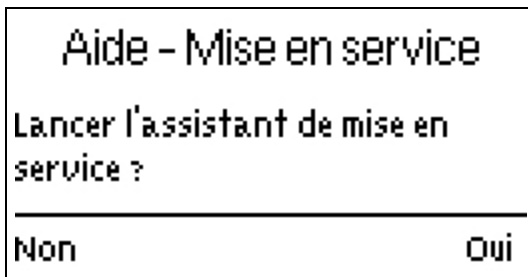 Aide – Mise en service
Lancer l'assistant de mise en
service ?
Non Oui